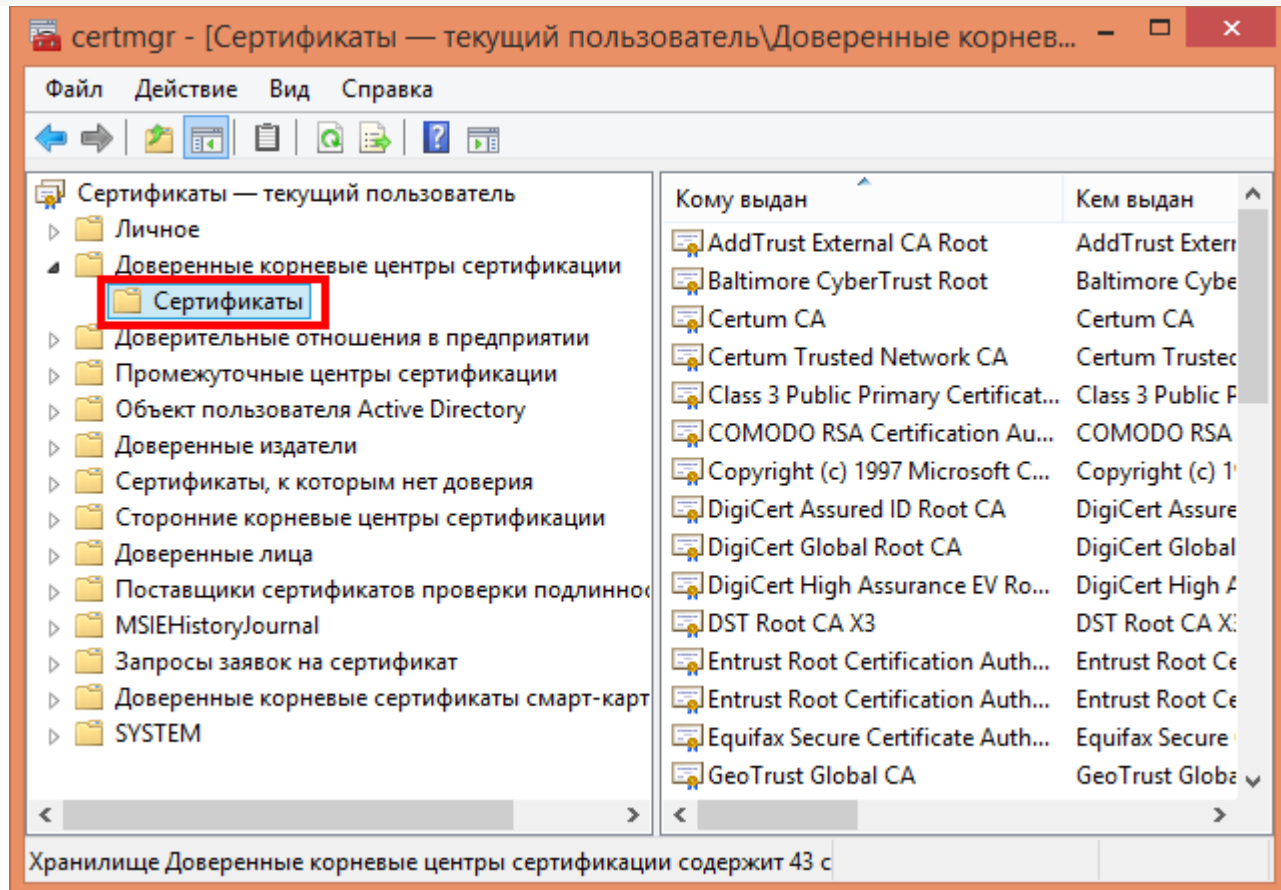 certmgr - [Сертификаты — текущий пользователь\Доверенные корнев...
Файл Действие Вид Справка
Сертификаты — текущий пользователь
Личное
Доверенные корневые центры сертификации
Сертификаты
Доверительные отношения в предприятии
Промежуточные центры сертификации
Объект пользователя Active Directory
Доверенные издатели
Сертификаты, к которым нет доверия
Сторонние корневые центры сертификации
Доверенные лица
Поставщики сертификатов проверки подлиннос
MSIEHistoryJournal
Запросы заявок на сертификат
Доверенные корневые сертификаты смарт-карт
SYSTEM
Кому выдан Кем выдан
AddTrust External CA Root AddTrust Extern
Baltimore CyberTrust Root Baltimore Cybe
Certum CA Certum CA
Certum Trusted Network CA Certum Trusted
Class 3 Public Primary Certificat... Class 3 Public P
COMODO RSA Certification Au... COMODO RSA
Copyright (c) 1997 Microsoft C... Copyright (c) 1
DigiCert Assured ID Root CA DigiCert Assure
DigiCert Global Root CA DigiCert Global
DigiCert High Assurance EV Ro... DigiCert High A
DST Root CA X3 DST Root CA X
Entrust Root Certification Auth... Entrust Root Ce
Entrust Root Certification Auth... Entrust Root Ce
Equifax Secure Certificate Auth... Equifax Secure
GeoTrust Global CA GeoTrust Globa
Хранилище Доверенные корневые центры сертификации содержит 43 с